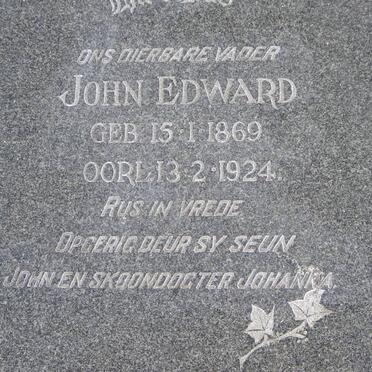 ONS DIERBARE VADER
JOHN EDWARD
GEB. 15·1·1869
OORL.13·2·1924.
RUS IN VREDE
OPGERIG DEUR SY SEUN
JOHN EN SKOONDOGTER JOHANNA.